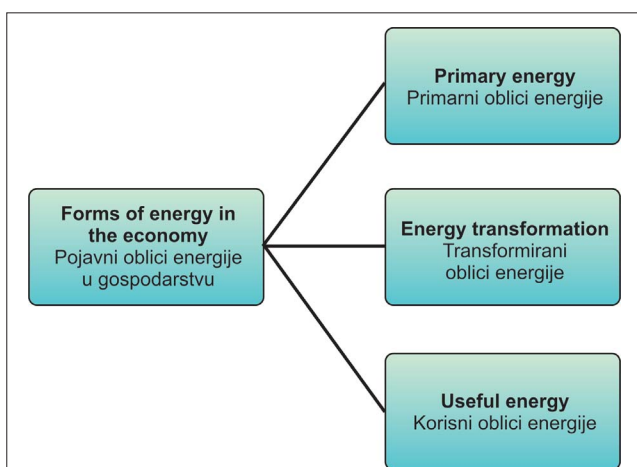 Forms of energy in
the economy
Pojavni oblici energije
u gospodarstvu
Primary energy
Primarni oblici energije
Energy transformation
Transformirani
oblici energije
Useful energy
Korisni oblici energije